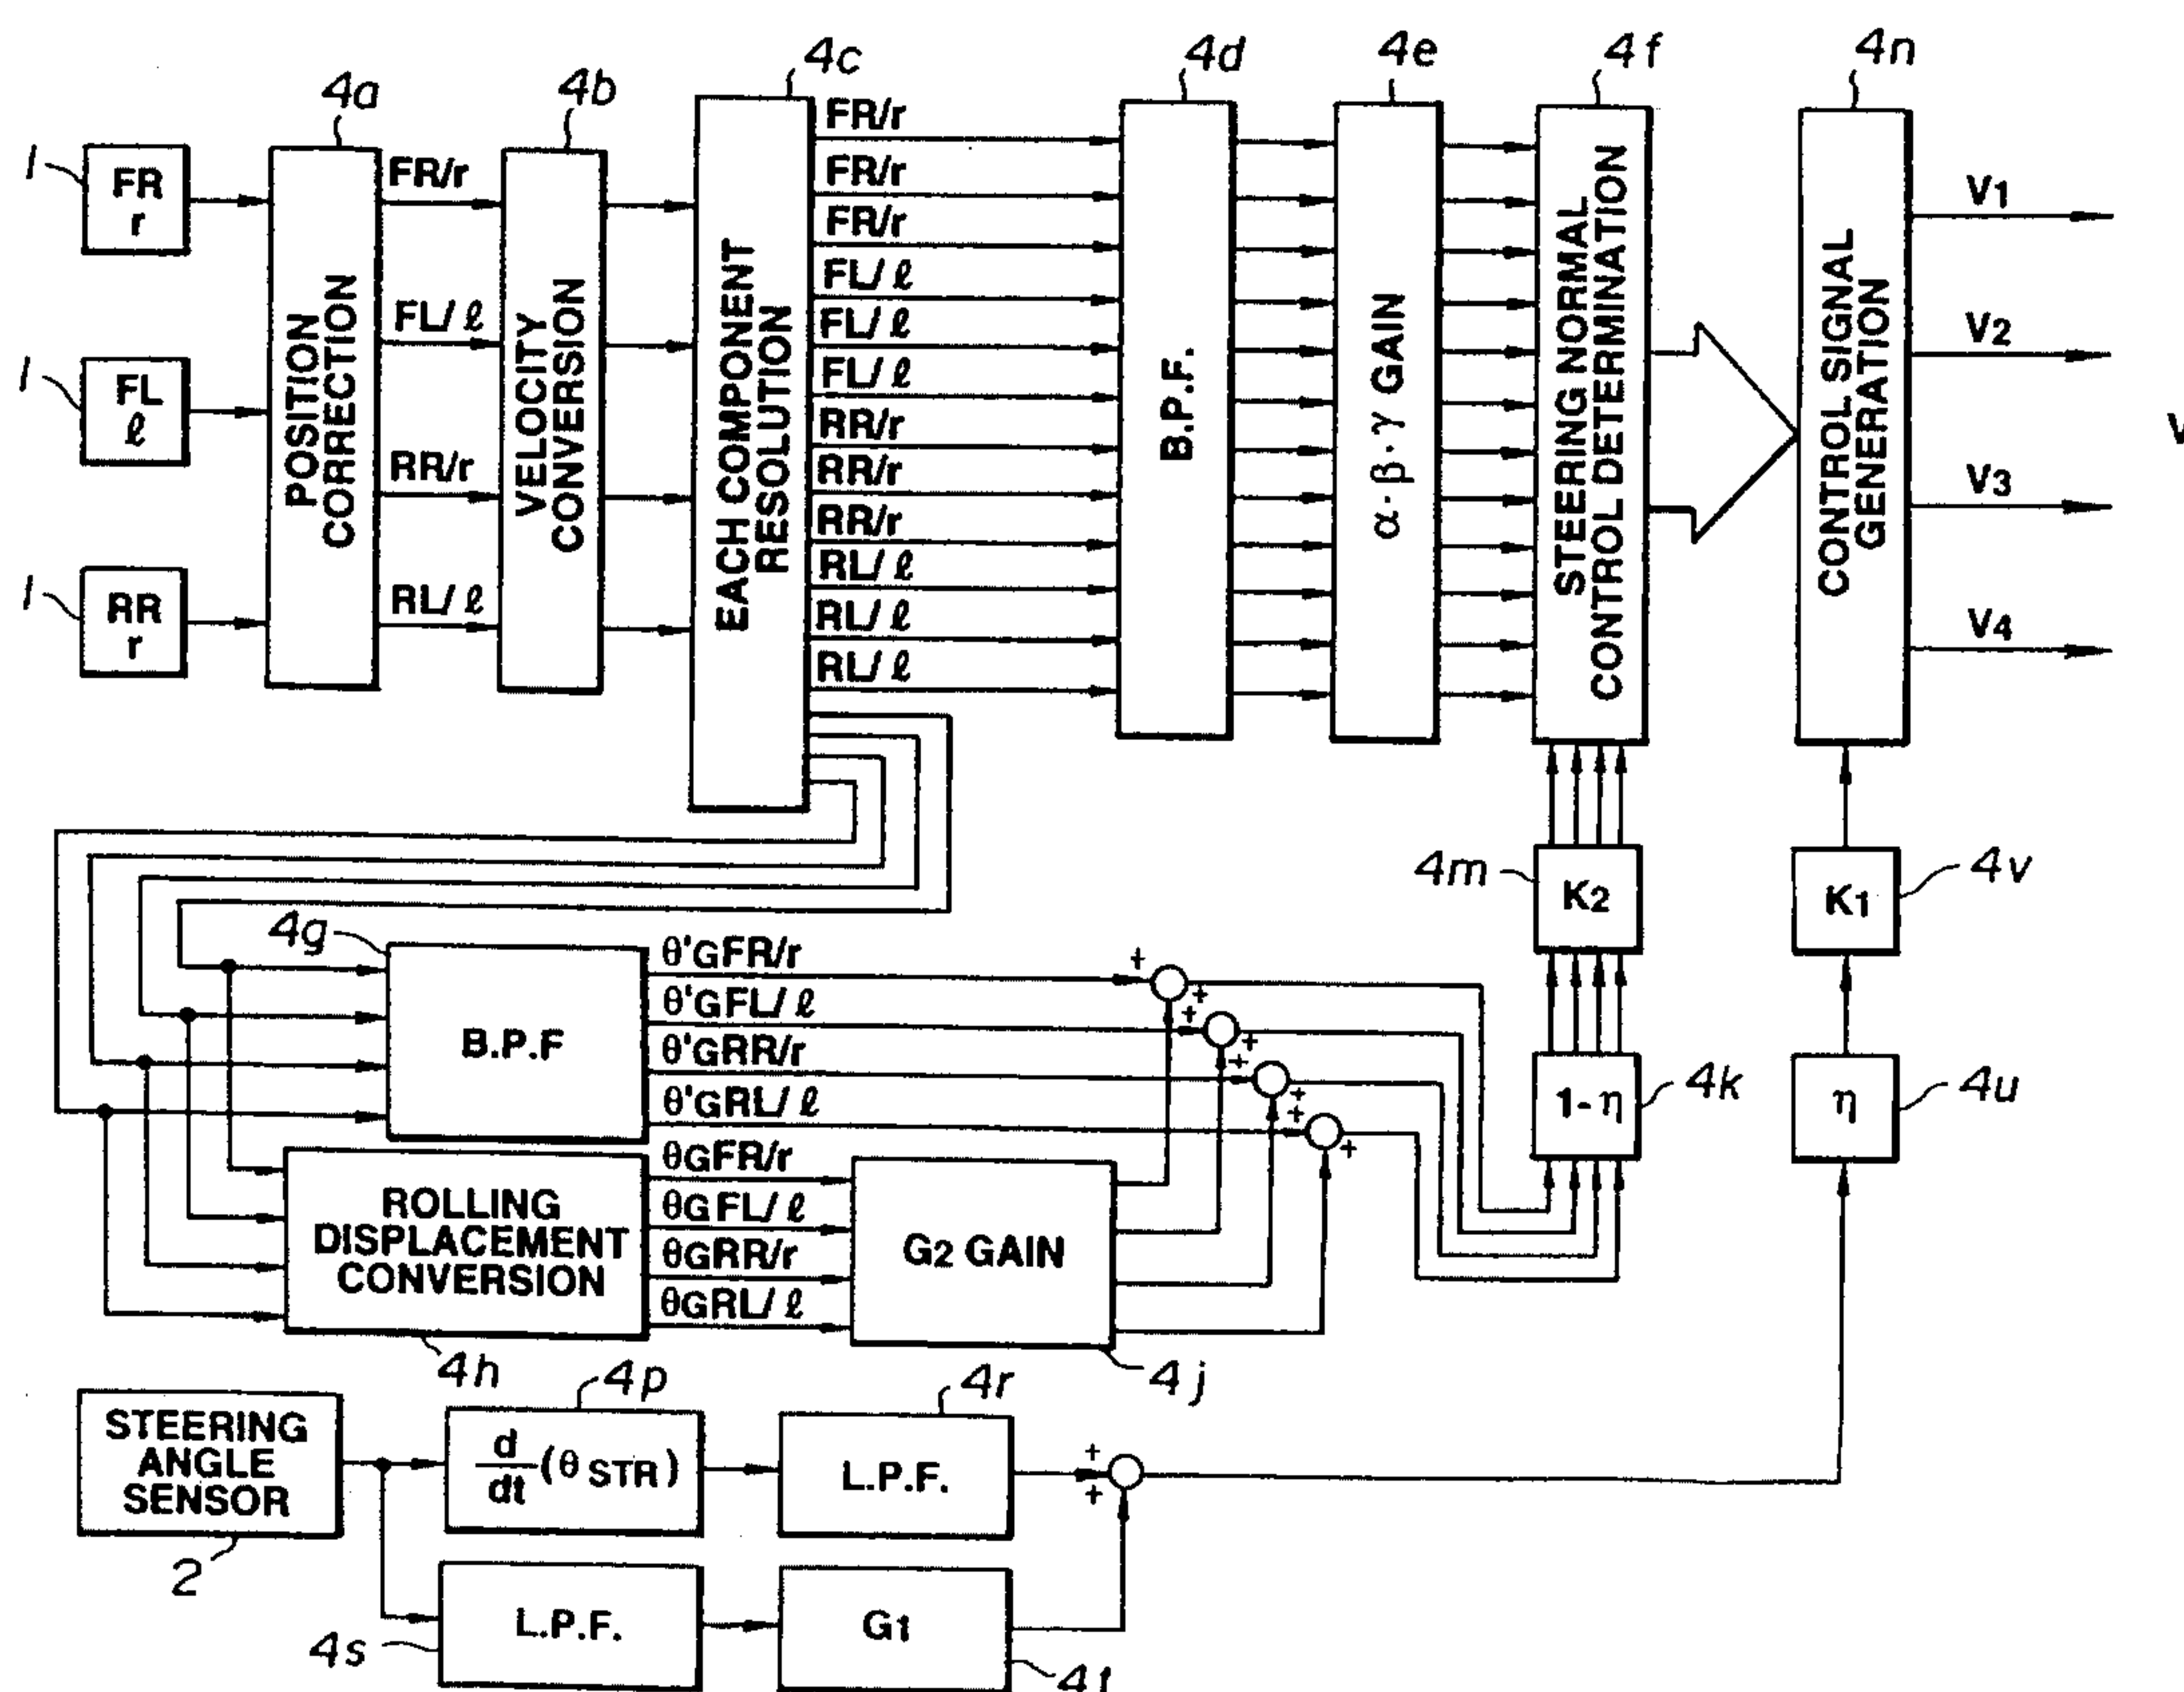 4a
4b
4c
4d
4e
4f
4n
1
FR
r
1
FL
ℓ
1
RR
r
POSITION
CORRECTION
FR/r
FL/ℓ
RR/r
RL/ℓ
VELOCITY
CONVERSION
EACH COMPONENT
RESOLUTION
FR/r
FR/r
FR/r
FL/ℓ
FL/ℓ
FL/ℓ
RR/r
RR/r
RR/r
RL/ℓ
RL/ℓ
RL/ℓ
B.P.F.
α·β·γ GAIN
STEERING NORMAL
CONTROL DETERMINATION
CONTROL SIGNAL
GENERATION
V1
V2
V3
V4
4m
K2
K1
4v
4g
B.P.F
θ'GFR/r
θ'GFL/ℓ
θ'GRR/r
θ'GRL/ℓ
+
+
+
+
+
+
+
+
1-η
4k
η
4u
ROLLING
DISPLACEMENT
CONVERSION
4h
θGFR/r
θGFL/ℓ
θGRR/r
θGRL/ℓ
G2 GAIN
4j
STEERING
ANGLE
SENSOR
2
4p
d
dt
(θSTR)
4r
L.P.F.
+
+
4s
L.P.F.
G1